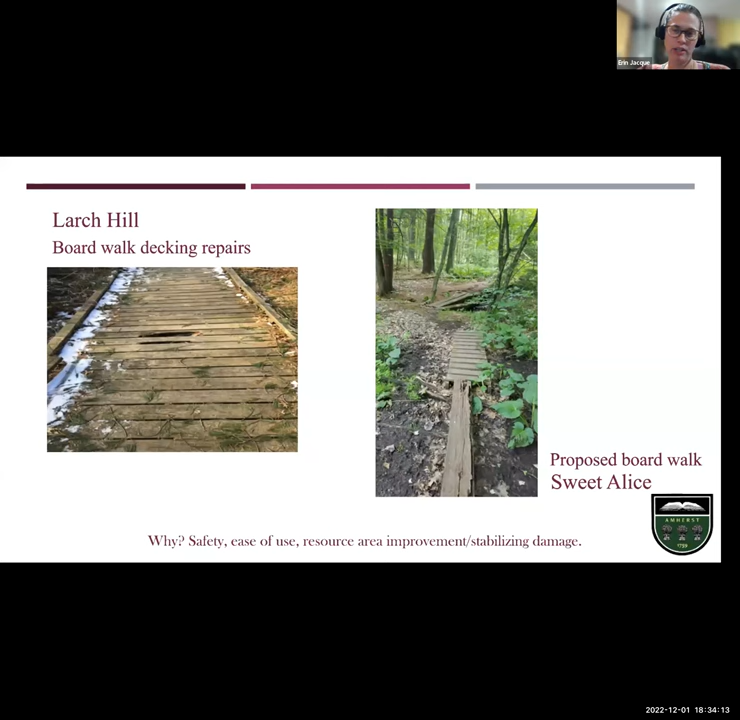 Erin Jacque
Larch Hill
Board walk decking repairs
Proposed board walk
Sweet Alice
AMHERST
1759
Why? Safety, ease of use, resource area improvement/stabilizing damage.
2022-12-01 18:34:13